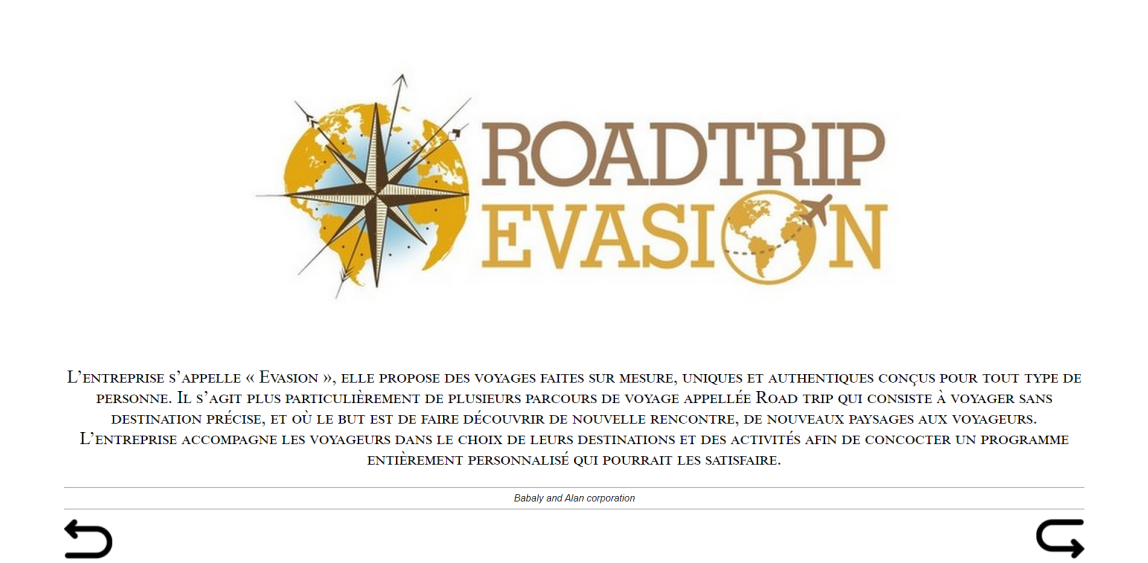 ROADTRIP
EVASION
L'entreprise s'appelle « Evasion », elle propose des voyages faites sur mesure, uniques et authentiques conçus pour tout type de
personne. Il s'agit plus particulièrement de plusieurs parcours de voyage appellée Road trip qui consiste à voyager sans
destination précise, et où le but est de faire découvrir de nouvelle rencontre, de nouveaux paysages aux voyageurs.
L'entreprise accompagne les voyageurs dans le choix de leurs destinations et des activités afin de concocter un programme
entièrement personnalisé qui pourrait les satisfaire.
Babaly and Alan corporation